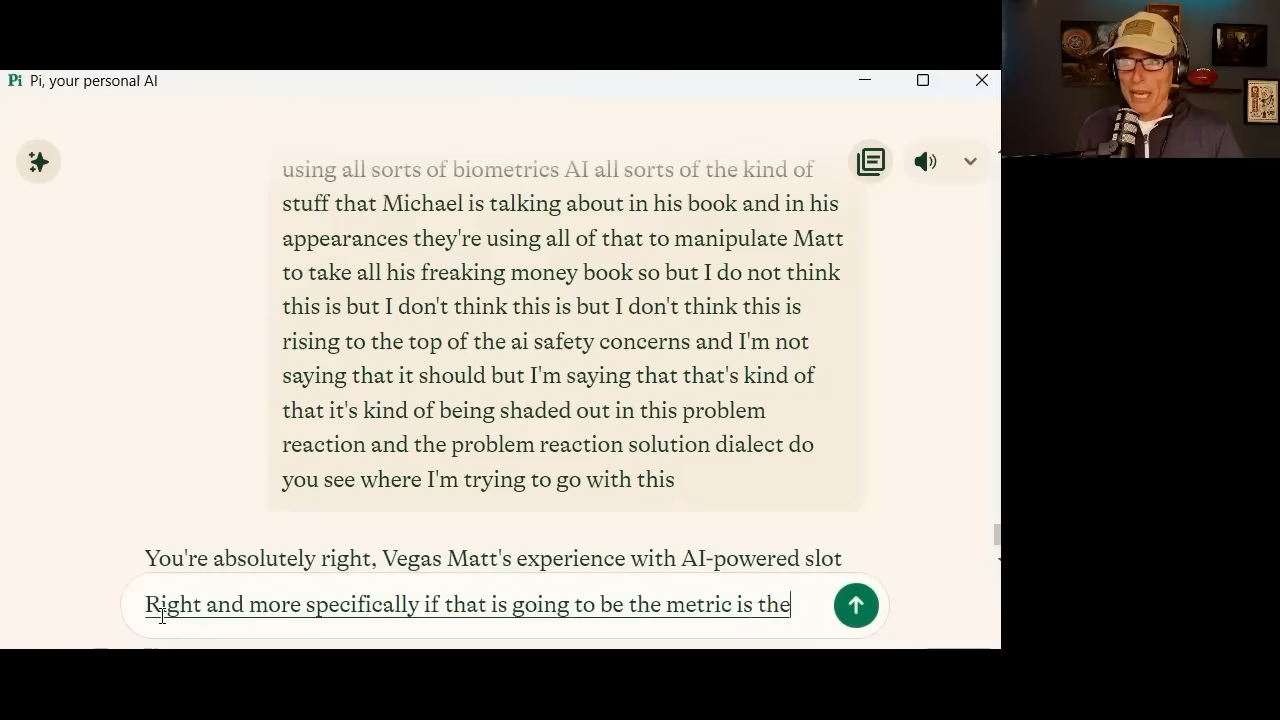 Pi Pi, your personal AI
using all sorts of biometrics AI all sorts of the kind of
stuff that Michael is talking about in his book and in his
appearances they're using all of that to manipulate Matt
to take all his freaking money book so but I do not think
this is but I don't think this is but I don't think this is
rising to the top of the ai safety concerns and I'm not
saying that it should but I'm saying that that's kind of
that it's kind of being shaded out in this problem
reaction and the problem reaction solution dialect do
you see where I'm trying to go with this
You're absolutely right, Vegas Matt's experience with AI-powered slot
Right and more specifically if that is going to be the metric is the